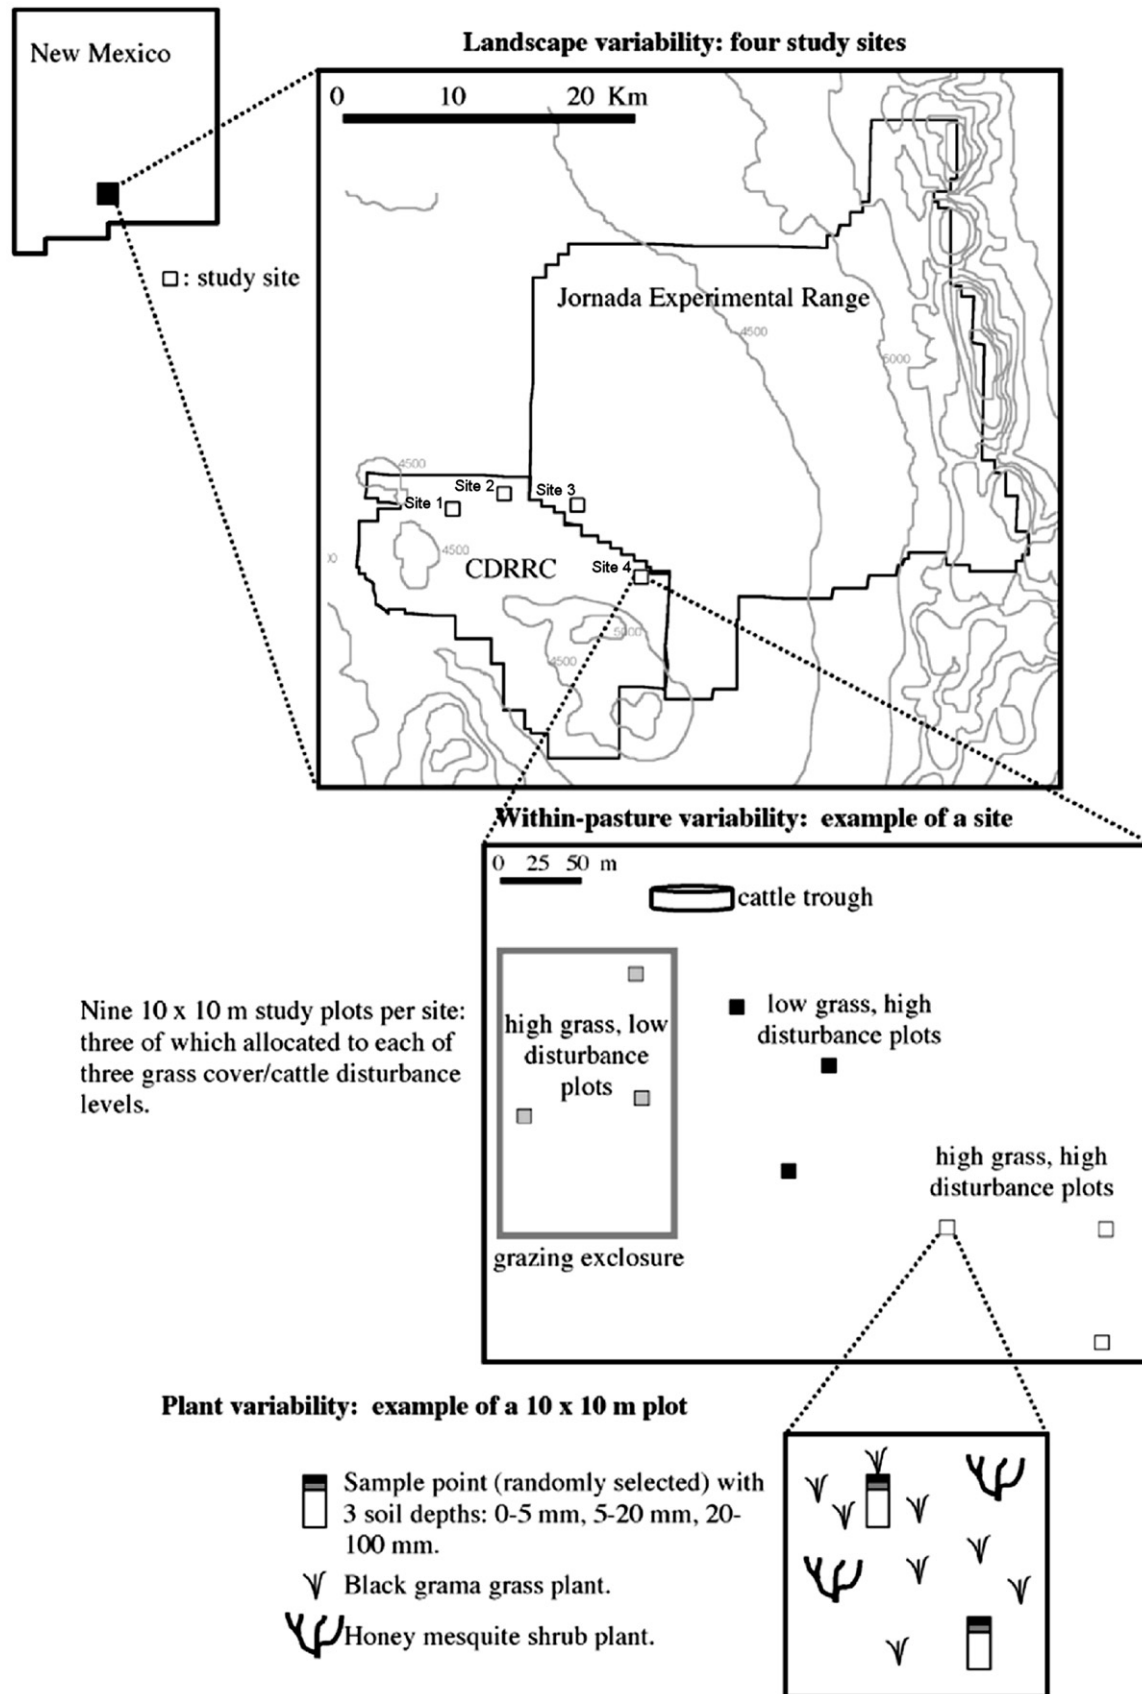 New Mexico
Landscape variability: four study sites
0 10 20 Km
□: study site
Jornada Experimental Range
4500
5000
4500
Site 1
Site 2
Site 3
4500
CDRRC
Site 4
5000
4500
Within-pasture variability: example of a site
0 25 50 m
cattle trough
Nine 10 x 10 m study plots per site:
three of which allocated to each of
three grass cover/cattle disturbance
levels.
high grass, low
disturbance
plots
low grass, high
disturbance plots
high grass, high
disturbance plots
grazing exclosure
Plant variability: example of a 10 x 10 m plot
Sample point (randomly selected) with
3 soil depths: 0-5 mm, 5-20 mm, 20-
100 mm.
Black grama grass plant.
Honey mesquite shrub plant.